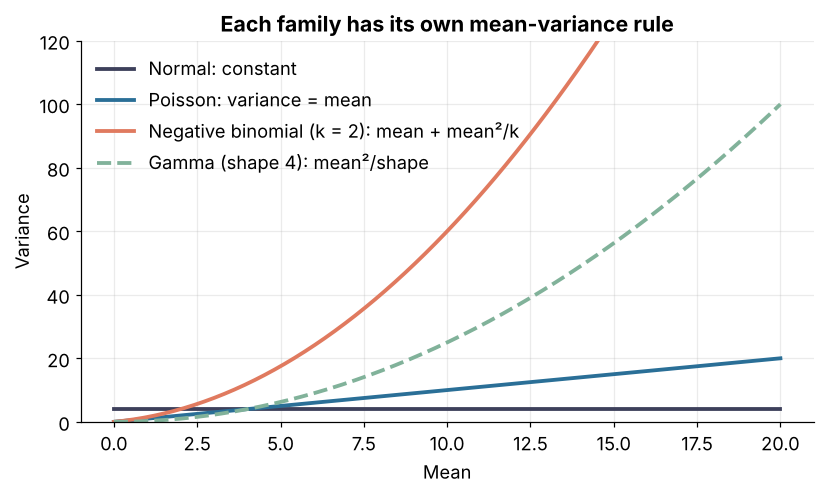 Each family has its own mean-variance rule
Normal: constant
Poisson: variance = mean
Negative binomial (k = 2): mean + mean²/k
Gamma (shape 4): mean²/shape
Variance
120
100
80
60
40
20
0
0.0 2.5 5.0 7.5 10.0 12.5 15.0 17.5 20.0
Mean